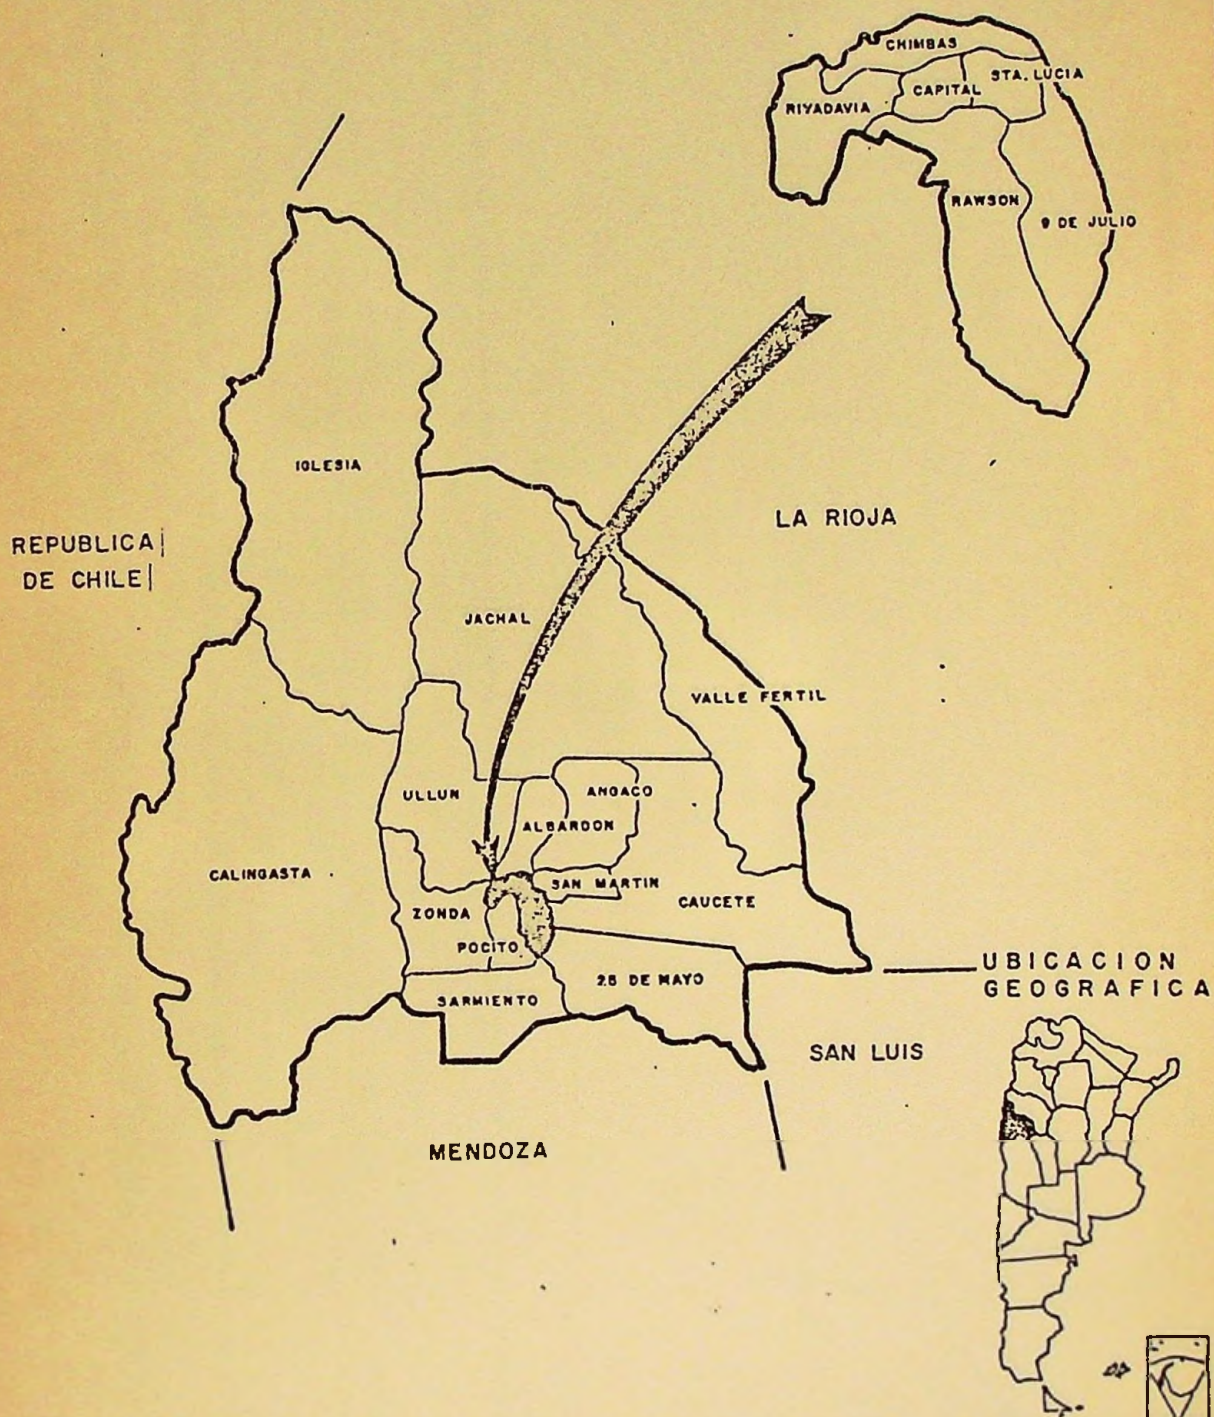 CHIMBAS
STA. LUCIA
CAPITAL
RIVADAVIA
RAWSON
9 DE JULIO
IGLESIA
LA RIOJA
REPUBLICA
DE CHILE
JACHAL
VALLE FERTIL
ULLUN
ANGACO
ALBARDON
CALINGASTA
SAN MARTIN
CAUCETE
ZONDA
POCITO
25 DE MAYO
SARMIENTO
UBICACION
GEOGRAFICA
SAN LUIS
MENDOZA